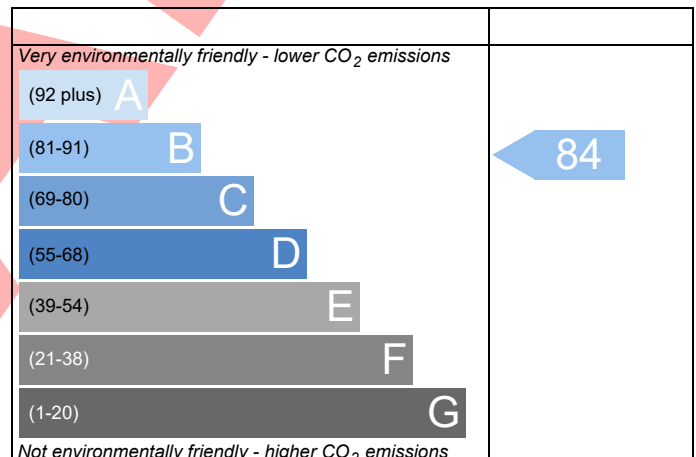 Very environmentally friendly - lower CO₂ emissions
(92 plus) A
(81-91) B
84
(69-80) C
(55-68) D
(39-54) E
(21-38) F
(1-20) G
Not environmentally friendly - higher CO₂ emissions